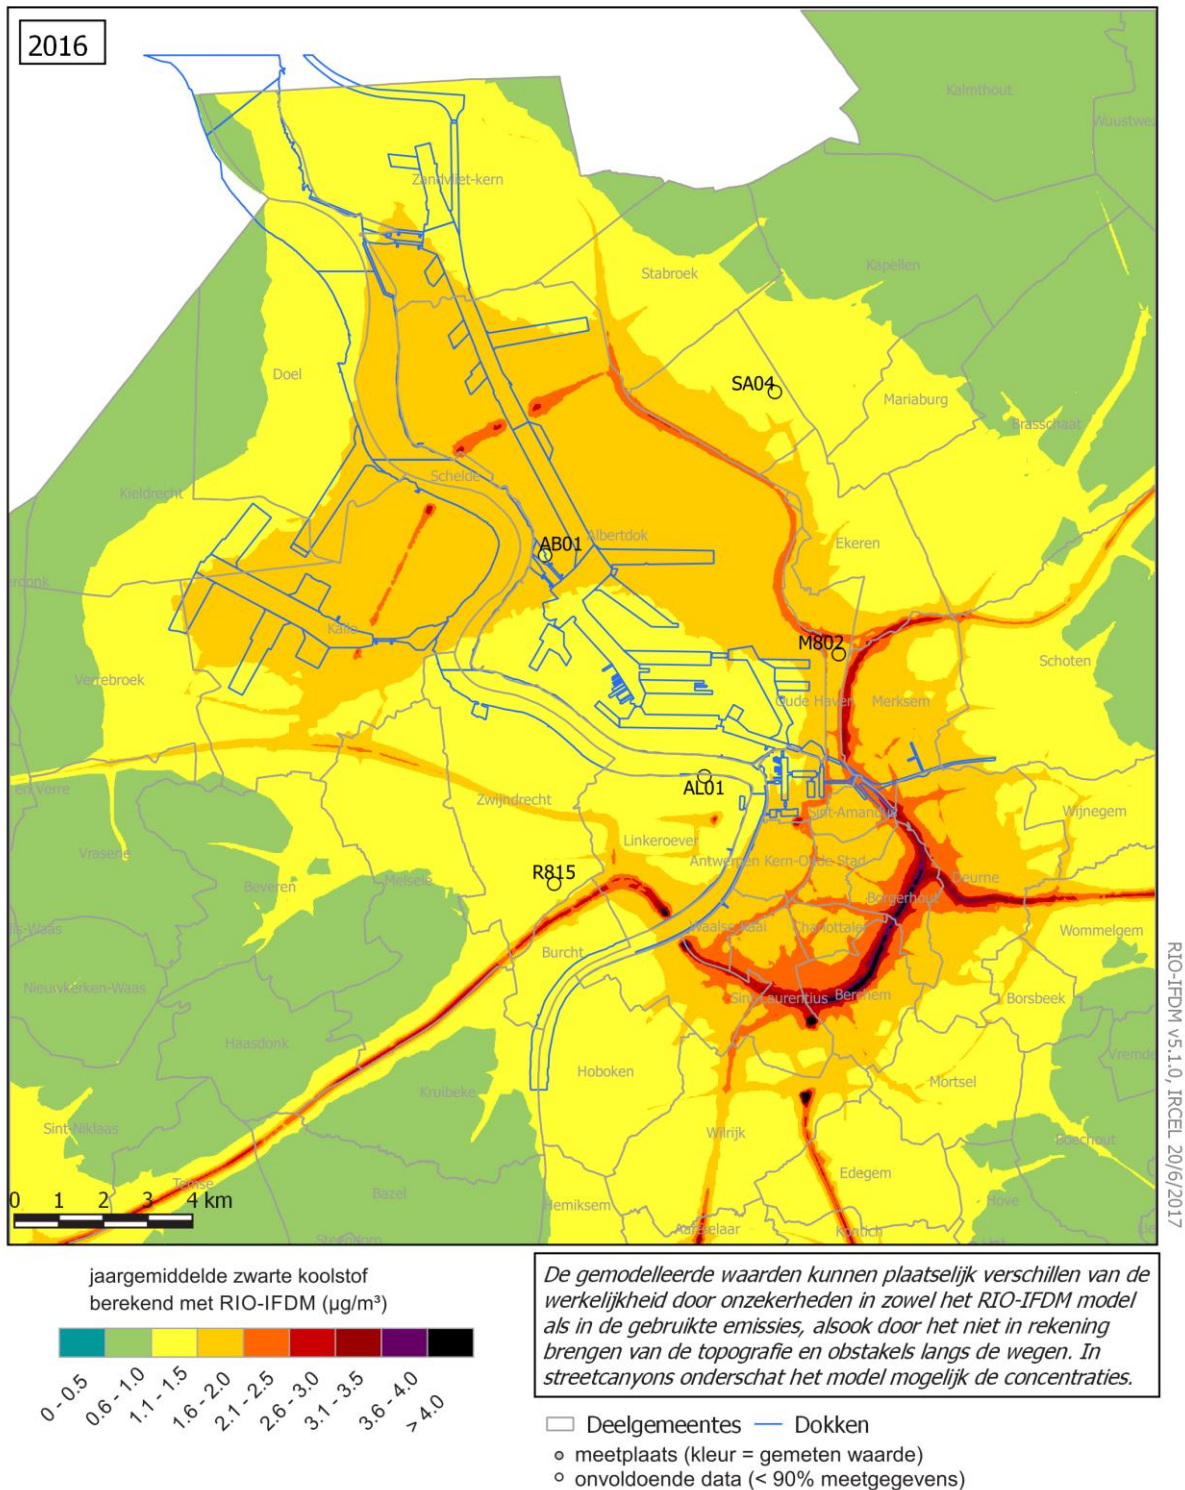 2016
Kalmthout
Zandvliet-kern
Stabroek
Kapellen
Doel
SA04
Mariaburg
Brasschaat
Schelde
Kieldrecht
AB01
Albertdok
Ekeren
Kallo
M802
Schoten
Verrebroek
Oude Haven
Merksem
AL01
Zwijndrecht
Wijnegem
Linkeroever
Vrasene
Antwerpen Kern-Oude Stad
R815
Melsele
Beveren
Deurne
Borgerhout
Burcht
Wommelgem
Nieuwkerken-Waas
Sint-Laurentius
Berchem
Borsbeek
Haasdonk
Hoboken
Mortsel
Kruibeke
Sint-Niklaas
Wilrijk
Boechout
Edegem
Temse
Bazel
Hemiksem
Aartselaar
Kontich
Hove
0 1 2 3 4 km
RIO-IFDM v5.1.0, IRCEL 20/6/2017
jaargemiddelde zwarte koolstof
berekend met RIO-IFDM (µg/m³)
0 - 0.5
0.6 - 1.0
1.1 - 1.5
1.6 - 2.0
2.1 - 2.5
2.6 - 3.0
3.1 - 3.5
3.6 - 4.0
> 4.0
De gemodelleerde waarden kunnen plaatselijk verschillen van de
werkelijkheid door onzekerheden in zowel het RIO-IFDM model
als in de gebruikte emissies, alsook door het niet in rekening
brengen van de topografie en obstakels langs de wegen. In
streetcanyons onderschat het model mogelijk de concentraties.
Deelgemeentes
Dokken
meetplaats (kleur = gemeten waarde)
onvoldoende data (< 90% meetgegevens)